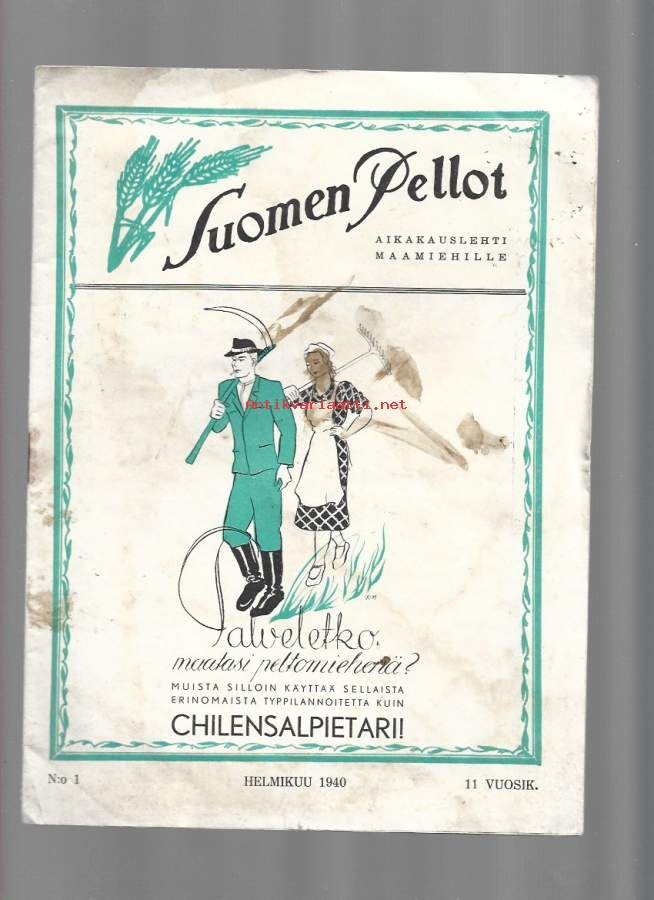 Suomen Pellot
AIKAKAUSLEHTI
MAAMIEHILLE
Antikvariaatti.net
Palveletko
maatasi peltomiehenä?
MUISTA SILLOIN KÄYTTÄÄ SELLAISTA
ERINOMAISTA TYPPILANNOITETTA KUIN
CHILENSALPIETARI!
N:o 1 HELMIKUU 1940 11 VUOSIK.